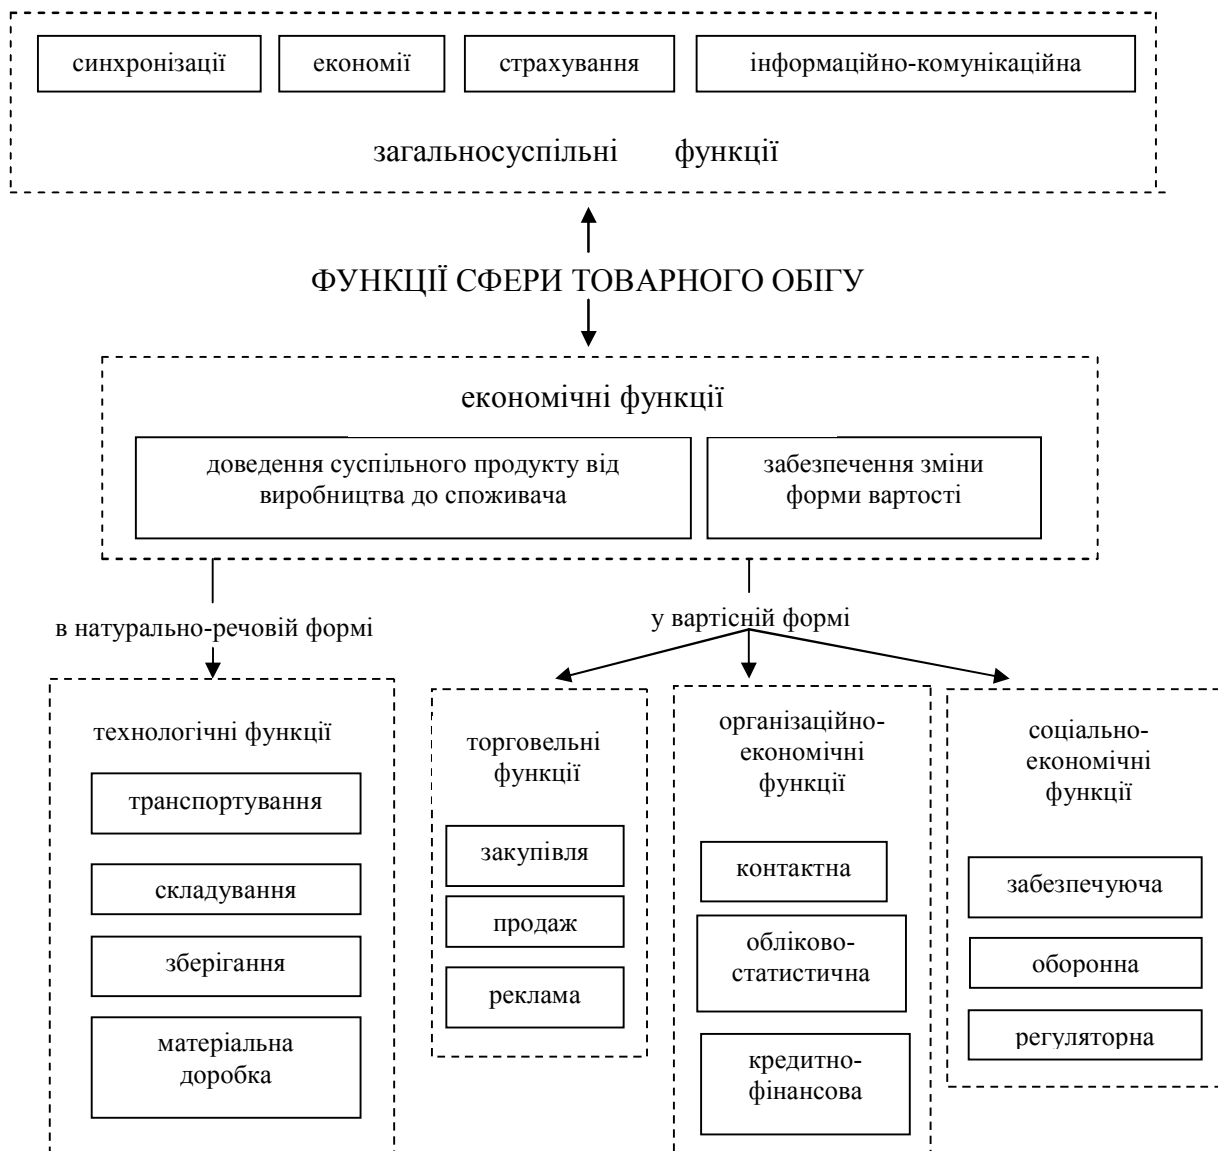 синхронізації
економії
страхування
інформаційно-комунікаційна
загальносуспільні функції
ФУНКЦІЇ СФЕРИ ТОВАРНОГО ОБІГУ
економічні функції
доведення суспільного продукту від
виробництва до споживача
забезпечення зміни
форми вартості
в натурально-речовій формі
у вартісній формі
технологічні функції
транспортування
складування
зберігання
матеріальна
доробка
торговельні
функції
закупівля
продаж
реклама
організаційно-
економічні
функції
контактна
обліково-
статистична
кредитно-
фінансова
соціально-
економічні
функції
забезпечуюча
оборонна
регуляторна